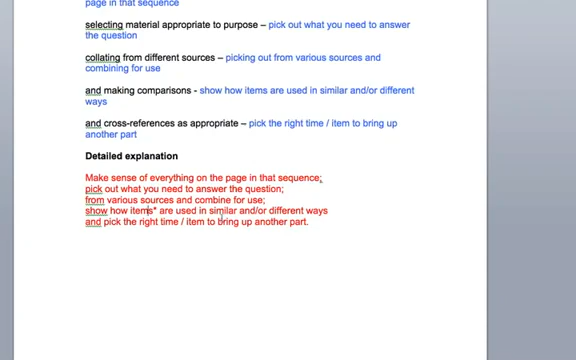 page in that sequence
selecting material appropriate to purpose – pick out what you need to answer
the question
collating from different sources – picking out from various sources and
combining for use
and making comparisons - show how items are used in similar and/or different
ways
and cross-references as appropriate – pick the right time / item to bring up
another part
Detailed explanation
Make sense of everything on the page in that sequence;
pick out what you need to answer the question;
from various sources and combine for use;
show how items* are used in similar and/or different ways
and pick the right time / item to bring up another part.